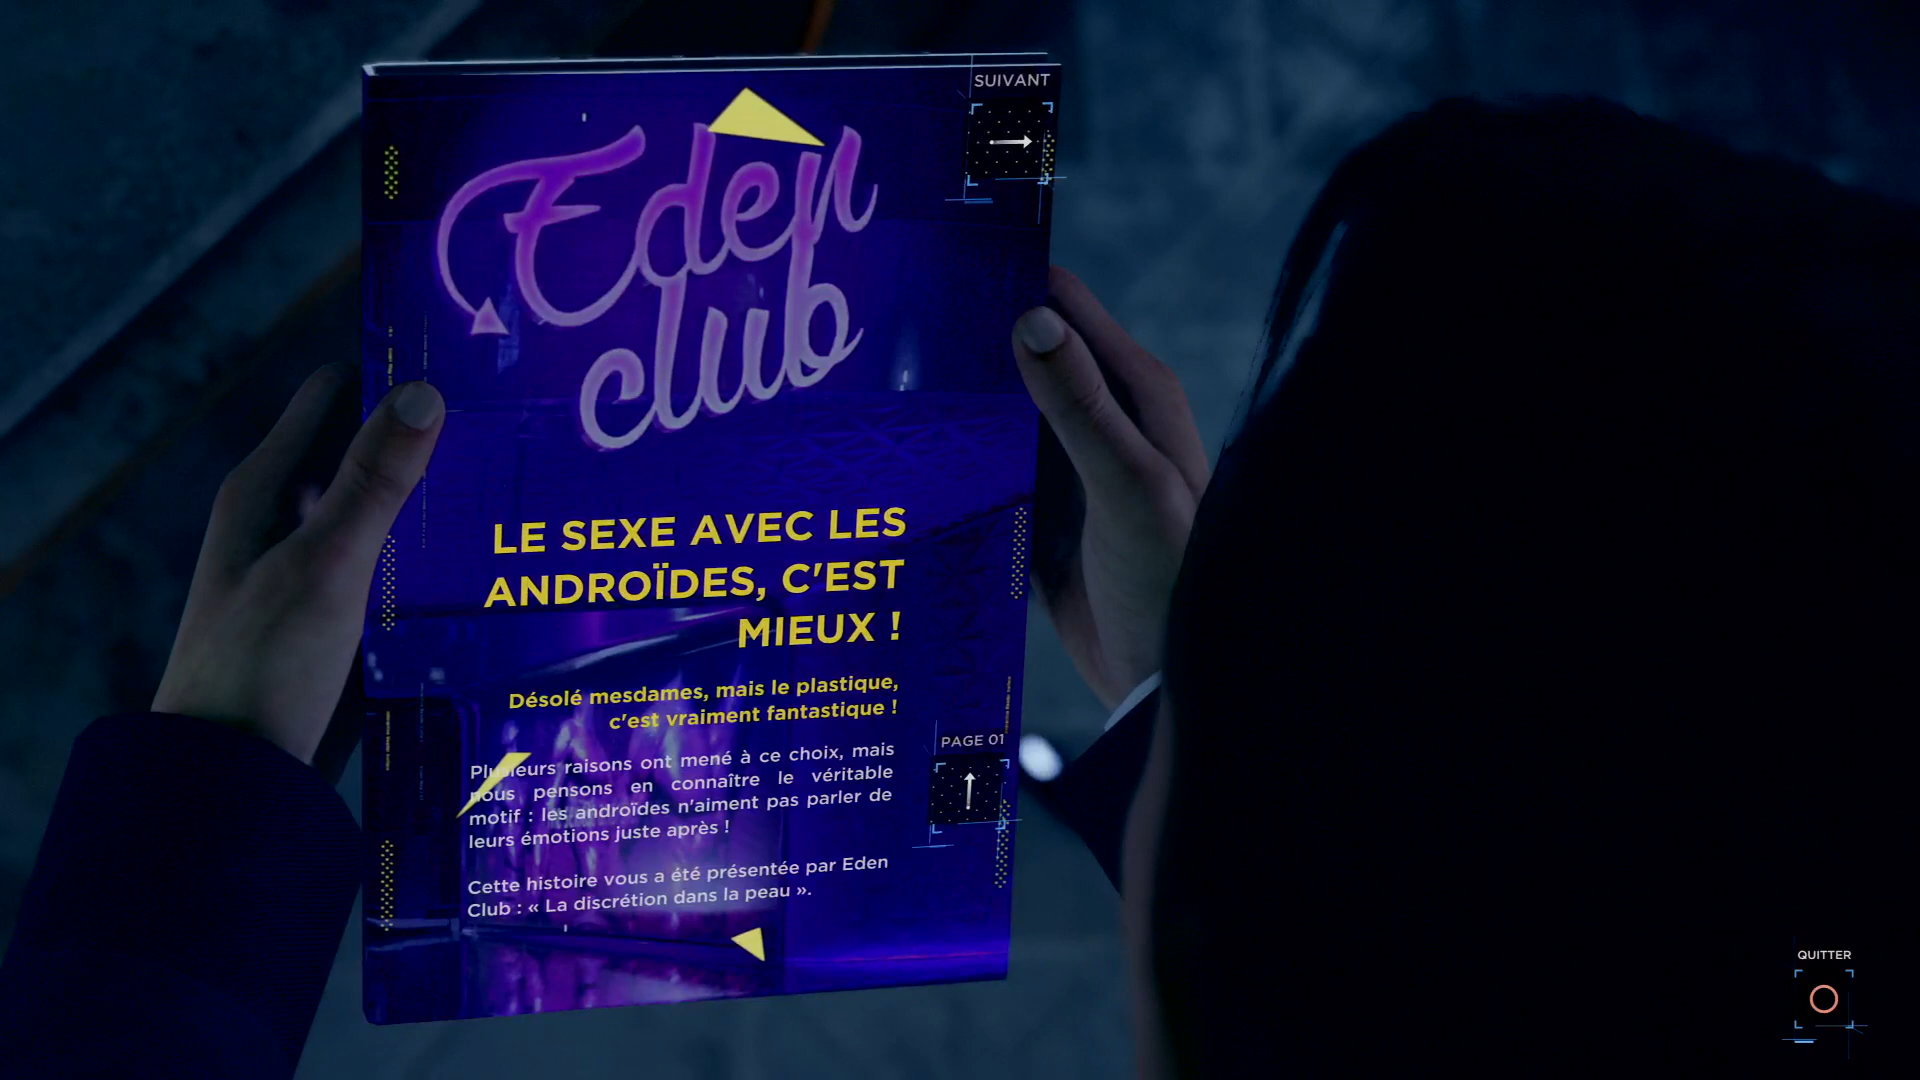 SUIVANT
Eden
club
LE SEXE AVEC LES
ANDROÏDES, C'EST
MIEUX !
Désolé mesdames, mais le plastique,
c'est vraiment fantastique !
PAGE 01
Plusieurs raisons ont mené à ce choix, mais
nous pensons en connaître le véritable
motif : les androïdes n'aiment pas parler de
leurs émotions juste après !
Cette histoire vous a été présentée par Eden
Club : « La discrétion dans la peau ».
QUITTER